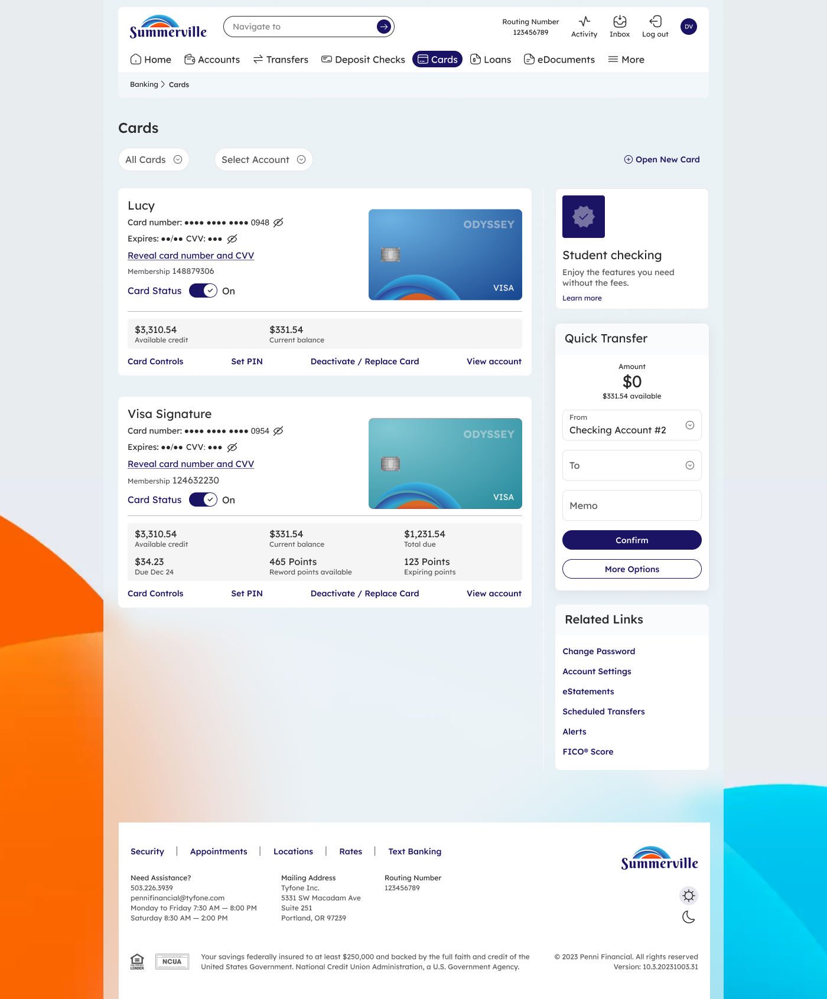 Summerville
Navigate to
Routing Number
123456789
Activity
Inbox
Log out
DV
Home
Accounts
Transfers
Deposit Checks
Cards
Loans
eDocuments
More
Banking > Cards
Cards
All Cards
Select Account
Open New Card
Lucy
Card number: •••• •••• •••• 0948
Expires: ••/•• CVV: •••
Reveal card number and CVV
Membership 148879306
Card Status On
ODYSSEY
VISA
$3,310.54
Available credit
$331.54
Current balance
Card Controls
Set PIN
Deactivate / Replace Card
View account
Visa Signature
Card number: •••• •••• •••• 0954
Expires: ••/•• CVV: •••
Reveal card number and CVV
Membership 124632230
Card Status On
ODYSSEY
VISA
$3,310.54
Available credit
$331.54
Current balance
$1,231.54
Total due
$34.23
Due Dec 24
465 Points
Reword points available
123 Points
Expiring points
Card Controls
Set PIN
Deactivate / Replace Card
View account
Student checking
Enjoy the features you need
without the fees.
Learn more
Quick Transfer
Amount
$0
$331.54 available
From
Checking Account #2
To
Memo
Confirm
More Options
Related Links
Change Password
Account Settings
eStatements
Scheduled Transfers
Alerts
FICO® Score
Security
Appointments
Locations
Rates
Text Banking
Need Assistance?
503.226.3939
pennifinancial@tyfone.com
Monday to Friday 7:30 AM — 8:00 PM
Saturday 8:30 AM — 2:00 PM
Mailing Address
Tyfone Inc.
5331 SW Macadam Ave
Suite 251
Portland, OR 97239
Routing Number
123456789
Summerville
LENDER
NCUA
Your savings federally insured to at least $250,000 and backed by the full faith and credit of the
United States Government. National Credit Union Administration, a U.S. Government Agency.
© 2023 Penni Financial. All rights reserved
Version: 10.3.20231003.31